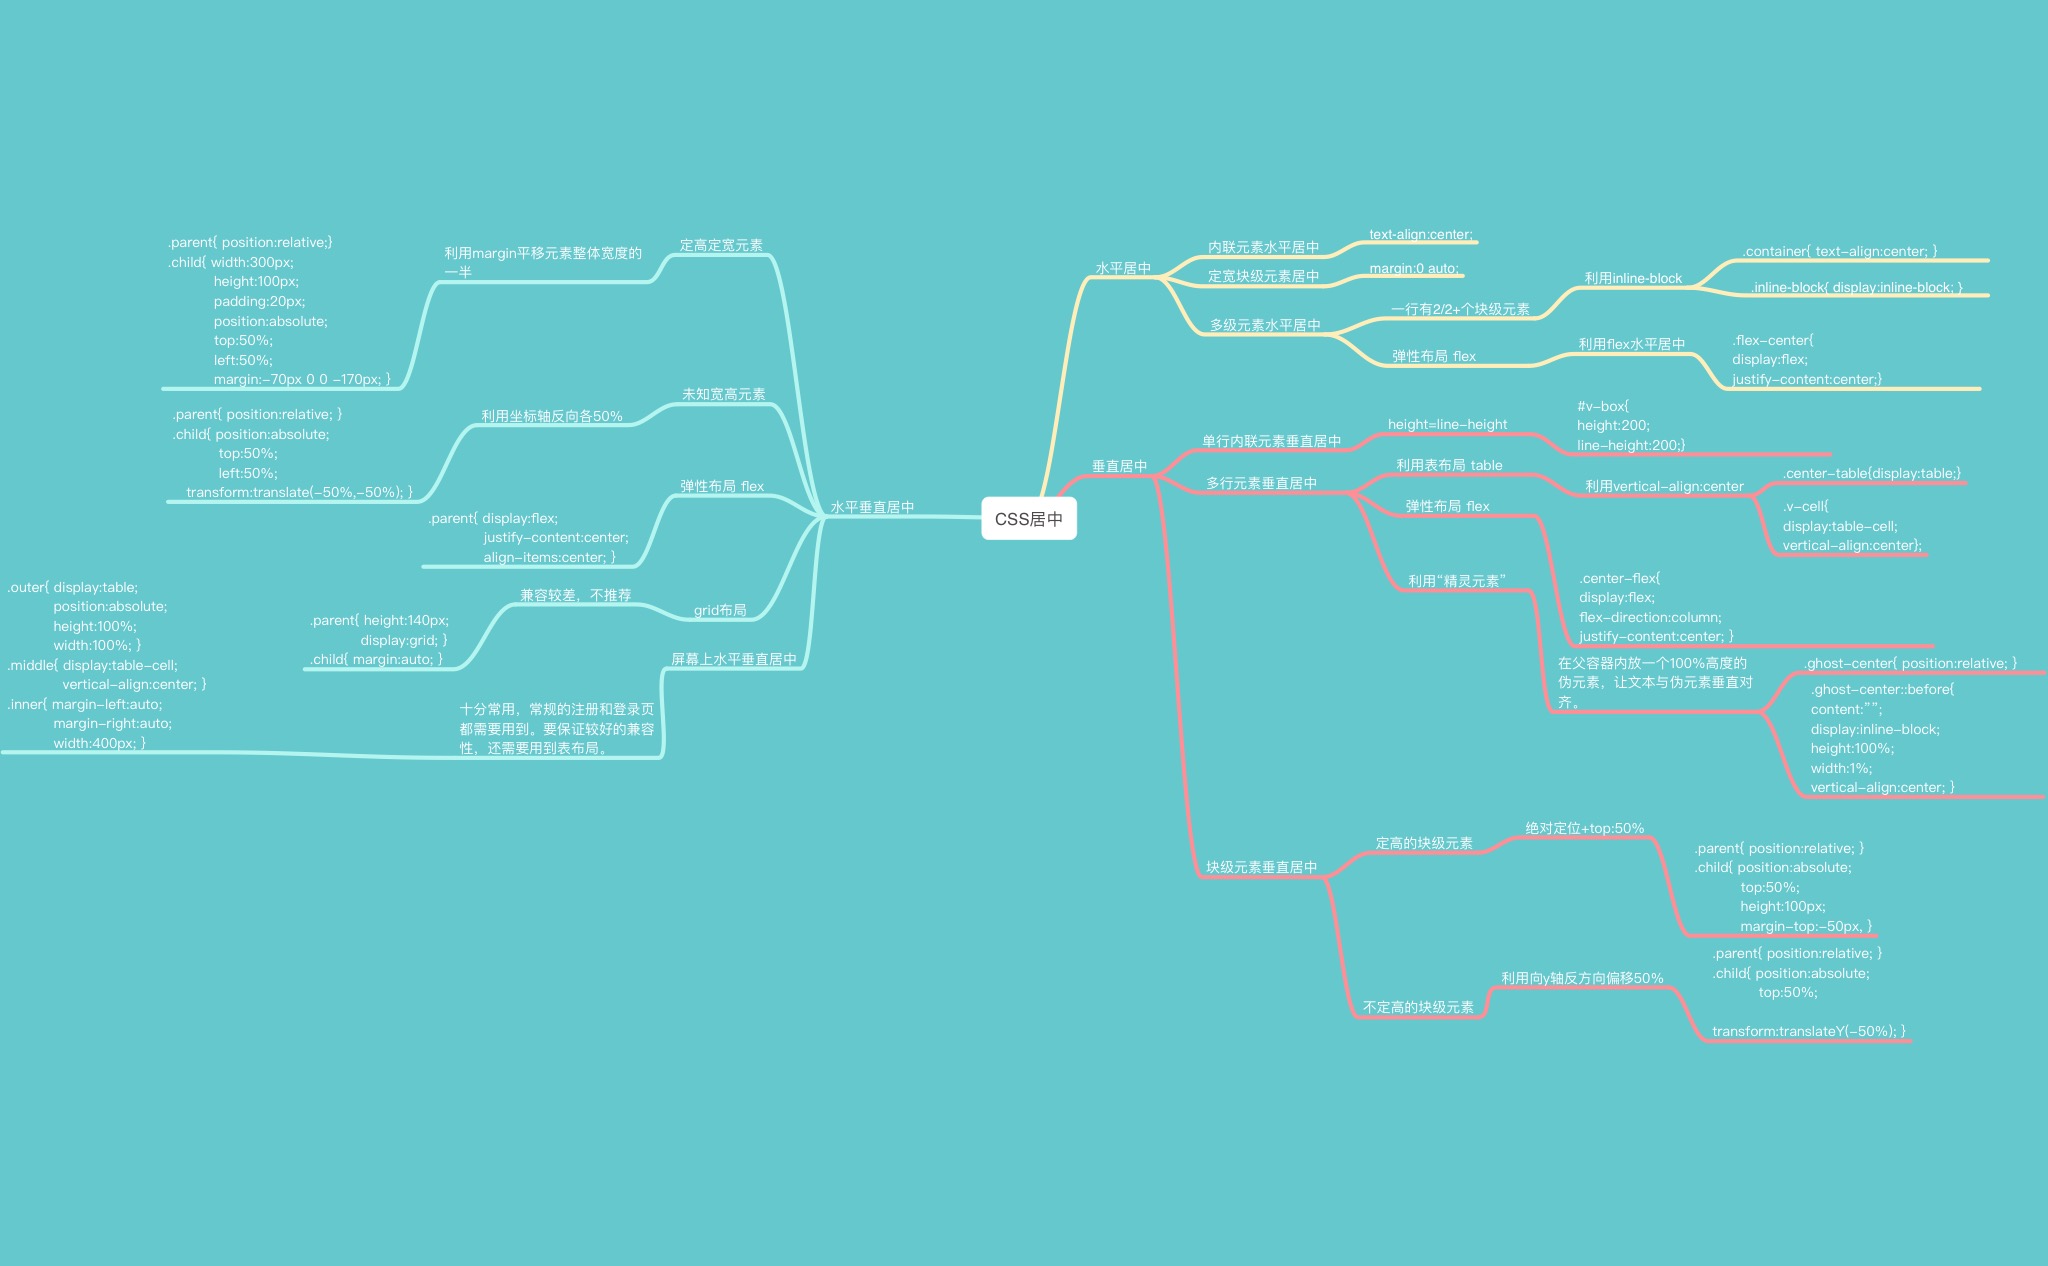 CSS居中
水平居中
内联元素水平居中
text-align:center;
定宽块级元素居中
margin:0 auto;
多级元素水平居中
一行有2/2+个块级元素
利用inline-block
.container{ text-align:center; }
.inline-block{ display:inline-block; }
弹性布局 flex
利用flex水平居中
.flex-center{
display:flex;
justify-content:center;}
垂直居中
单行内联元素垂直居中
height=line-height
#v-box{
height:200;
line-height:200;}
多行元素垂直居中
利用表布局 table
利用vertical-align:center
.center-table{display:table;}
.v-cell{
display:table-cell;
vertical-align:center};
弹性布局 flex
.center-flex{
display:flex;
flex-direction:column;
justify-content:center; }
利用“精灵元素”
在父容器内放一个100%高度的
伪元素，让文本与伪元素垂直对
齐。
.ghost-center{ position:relative; }
.ghost-center::before{
content:””;
display:inline-block;
height:100%;
width:1%;
vertical-align:center; }
块级元素垂直居中
定高的块级元素
绝对定位+top:50%
.parent{ position:relative; }
.child{ position:absolute;
top:50%;
height:100px;
margin-top:-50px, }
不定高的块级元素
利用向y轴反方向偏移50%
.parent{ position:relative; }
.child{ position:absolute;
top:50%;
transform:translateY(-50%); }
水平垂直居中
定高定宽元素
利用margin平移元素整体宽度的
一半
.parent{ position:relative;}
.child{ width:300px;
height:100px;
padding:20px;
position:absolute;
top:50%;
left:50%;
margin:-70px 0 0 -170px; }
未知宽高元素
利用坐标轴反向各50%
.parent{ position:relative; }
.child{ position:absolute;
top:50%;
left:50%;
transform:translate(-50%,-50%); }
弹性布局 flex
.parent{ display:flex;
justify-content:center;
align-items:center; }
grid布局
兼容较差，不推荐
.parent{ height:140px;
display:grid; }
.child{ margin:auto; }
屏幕上水平垂直居中
十分常用，常规的注册和登录页
都需要用到。要保证较好的兼容
性，还需要用到表布局。
.outer{ display:table;
position:absolute;
height:100%;
width:100%; }
.middle{ display:table-cell;
vertical-align:center; }
.inner{ margin-left:auto;
margin-right:auto;
width:400px; }